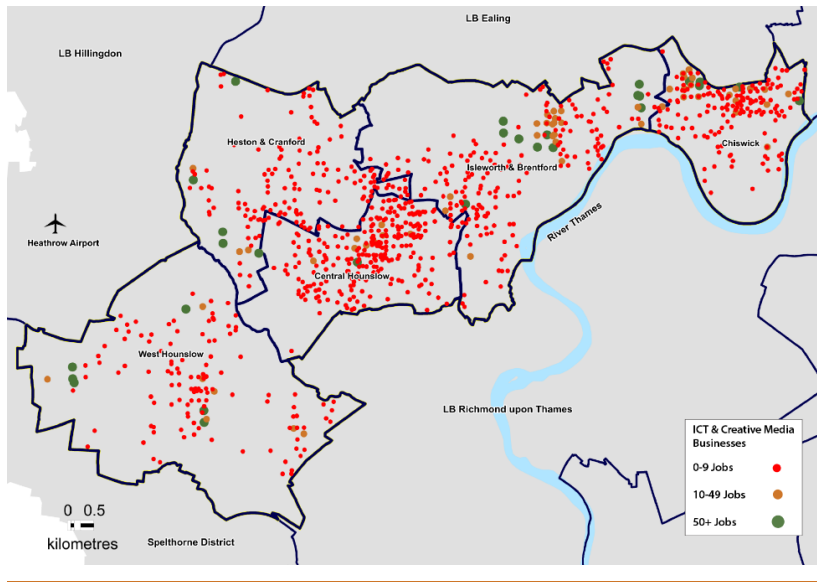 LB Ealing
LB Hillingdon
Heston & Cranford
Chiswick
Isleworth & Brentford
River Thames
Heathrow Airport
Central Hounslow
West Hounslow
LB Richmond upon Thames
ICT & Creative Media
Businesses
0-9 Jobs
10-49 Jobs
50+ Jobs
0 0.5
kilometres
Spelthorne District